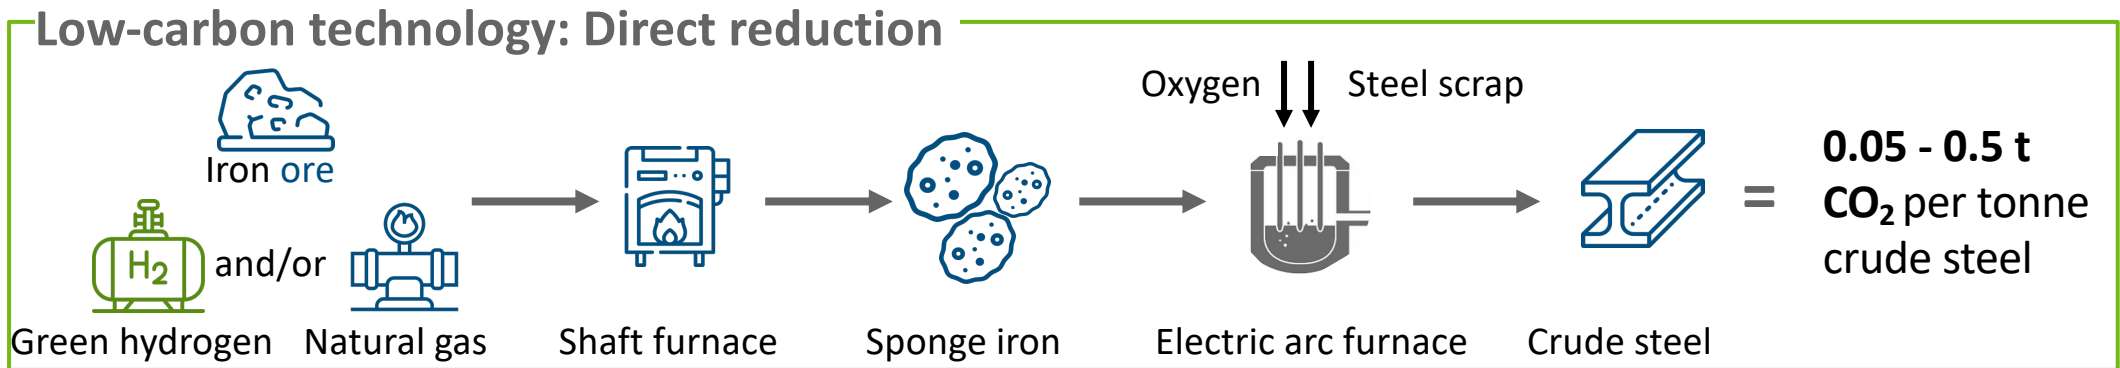 Low-carbon technology: Direct reduction
Iron ore
H2
and/or
Green hydrogen
Natural gas
Shaft furnace
Sponge iron
Oxygen
Steel scrap
Electric arc furnace
Crude steel
=
0.05 - 0.5 t
CO₂ per tonne
crude steel